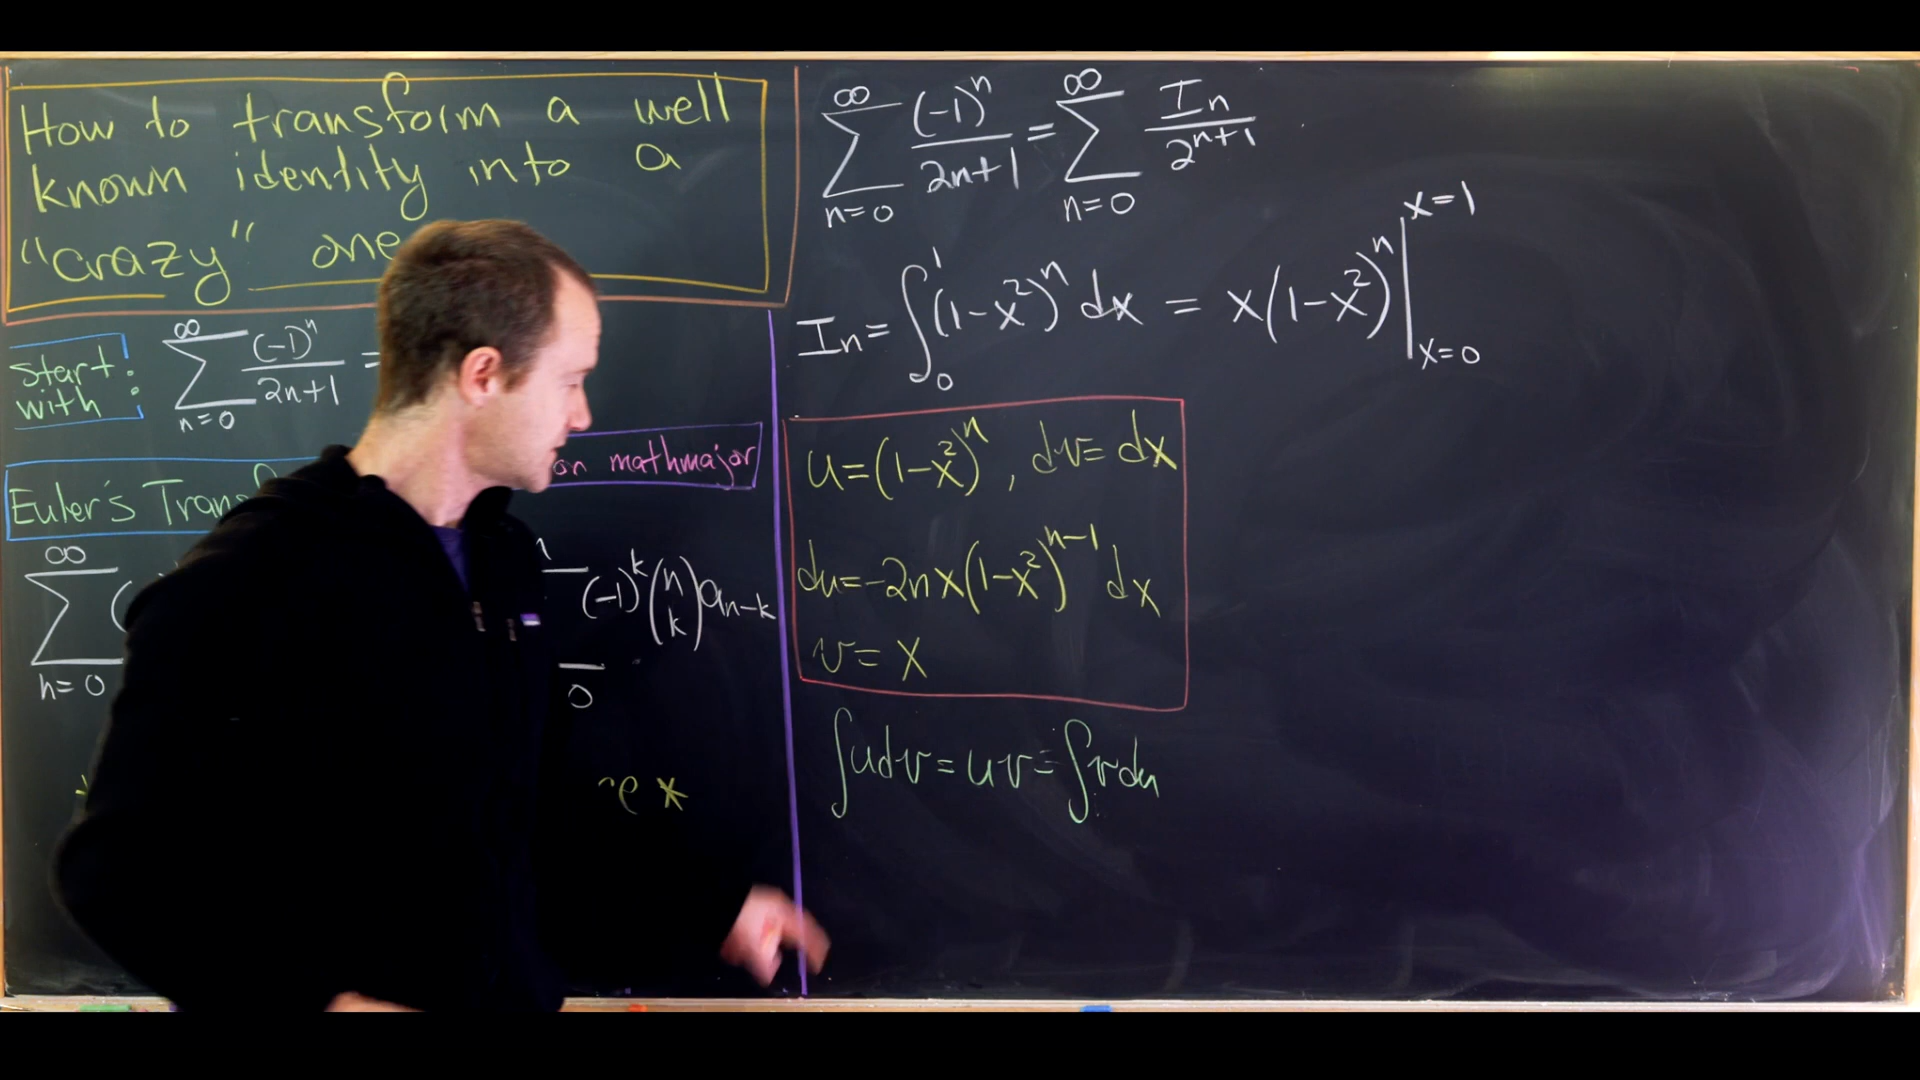 How to transform a well
known identity into a
"crazy" one
start
with :
∞
∑ (-1)^n / 2n+1 =
n=0
on mathmajor
Euler's
∞
∑ (
n=0
(-1)^k (n k) a_{n-k}
0
*
∑_{n=0}^{∞} (-1)^n / 2n+1 = ∑_{n=0}^{∞} I_n / 2^{n+1}
I_n = ∫_0^1 (1-x^2)^n dx = x(1-x^2)^n |_{x=0}^{x=1}
u = (1-x^2)^n , dv = dx
du = -2nx(1-x^2)^{n-1} dx
v = x
∫udv = uv - ∫vdu